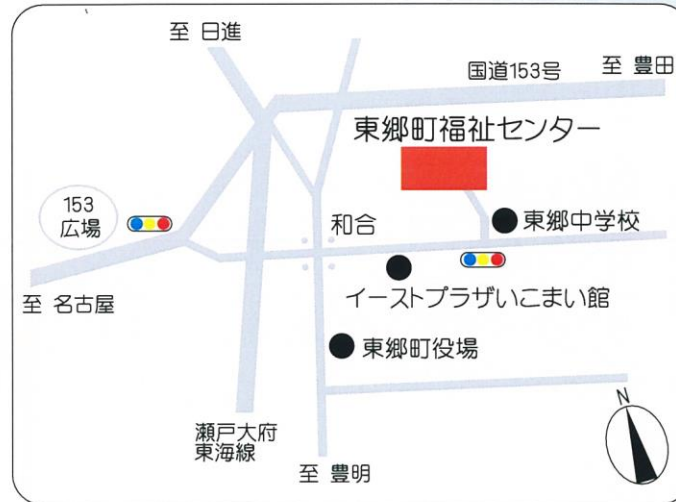 至 日進
国道153号
至 豊田
東郷町福祉センター
153
広場
和合
東郷中学校
至 名古屋
イーストプラザいこまい館
東郷町役場
瀬戸大府
東海線
至 豊明
N